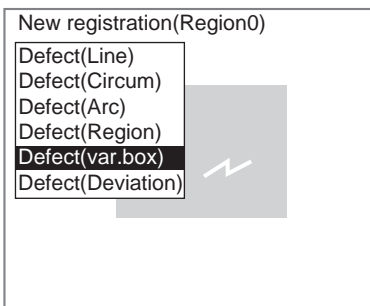 New registration(Region0)
Defect(Line)
Defect(Circum)
Defect(Arc)
Defect(Region)
Defect(var.box)
Defect(Deviation)